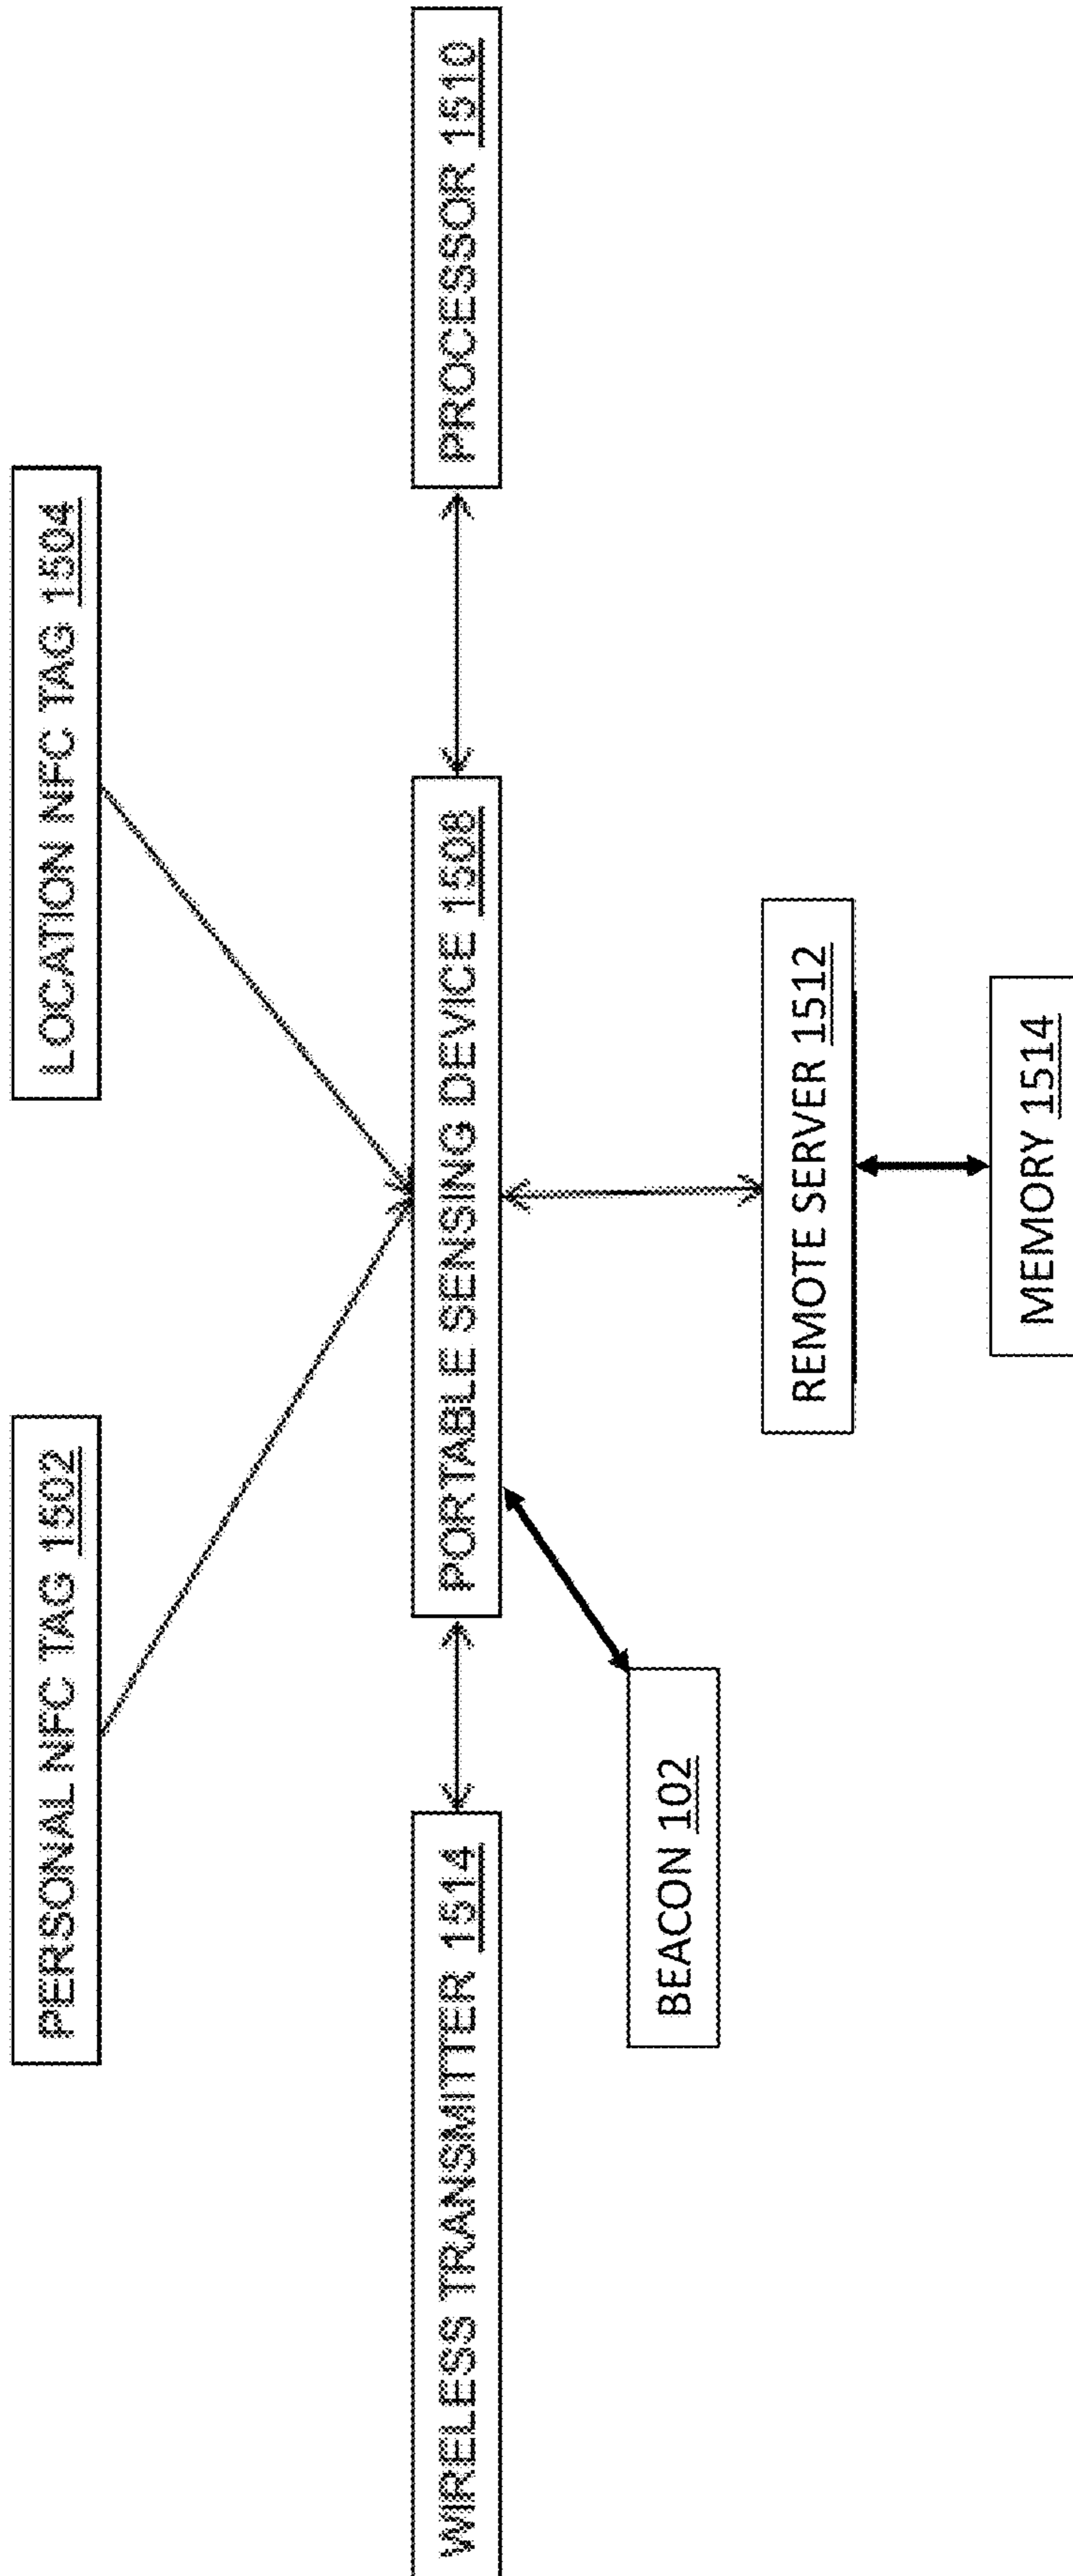 PERSONAL NFC TAG 1502
LOCATION NFC TAG 1504
WIRELESS TRANSMITTER 1514
PORTABLE SENSING DEVICE 1508
PROCESSOR 1510
BEACON 102
REMOTE SERVER 1512
MEMORY 1514